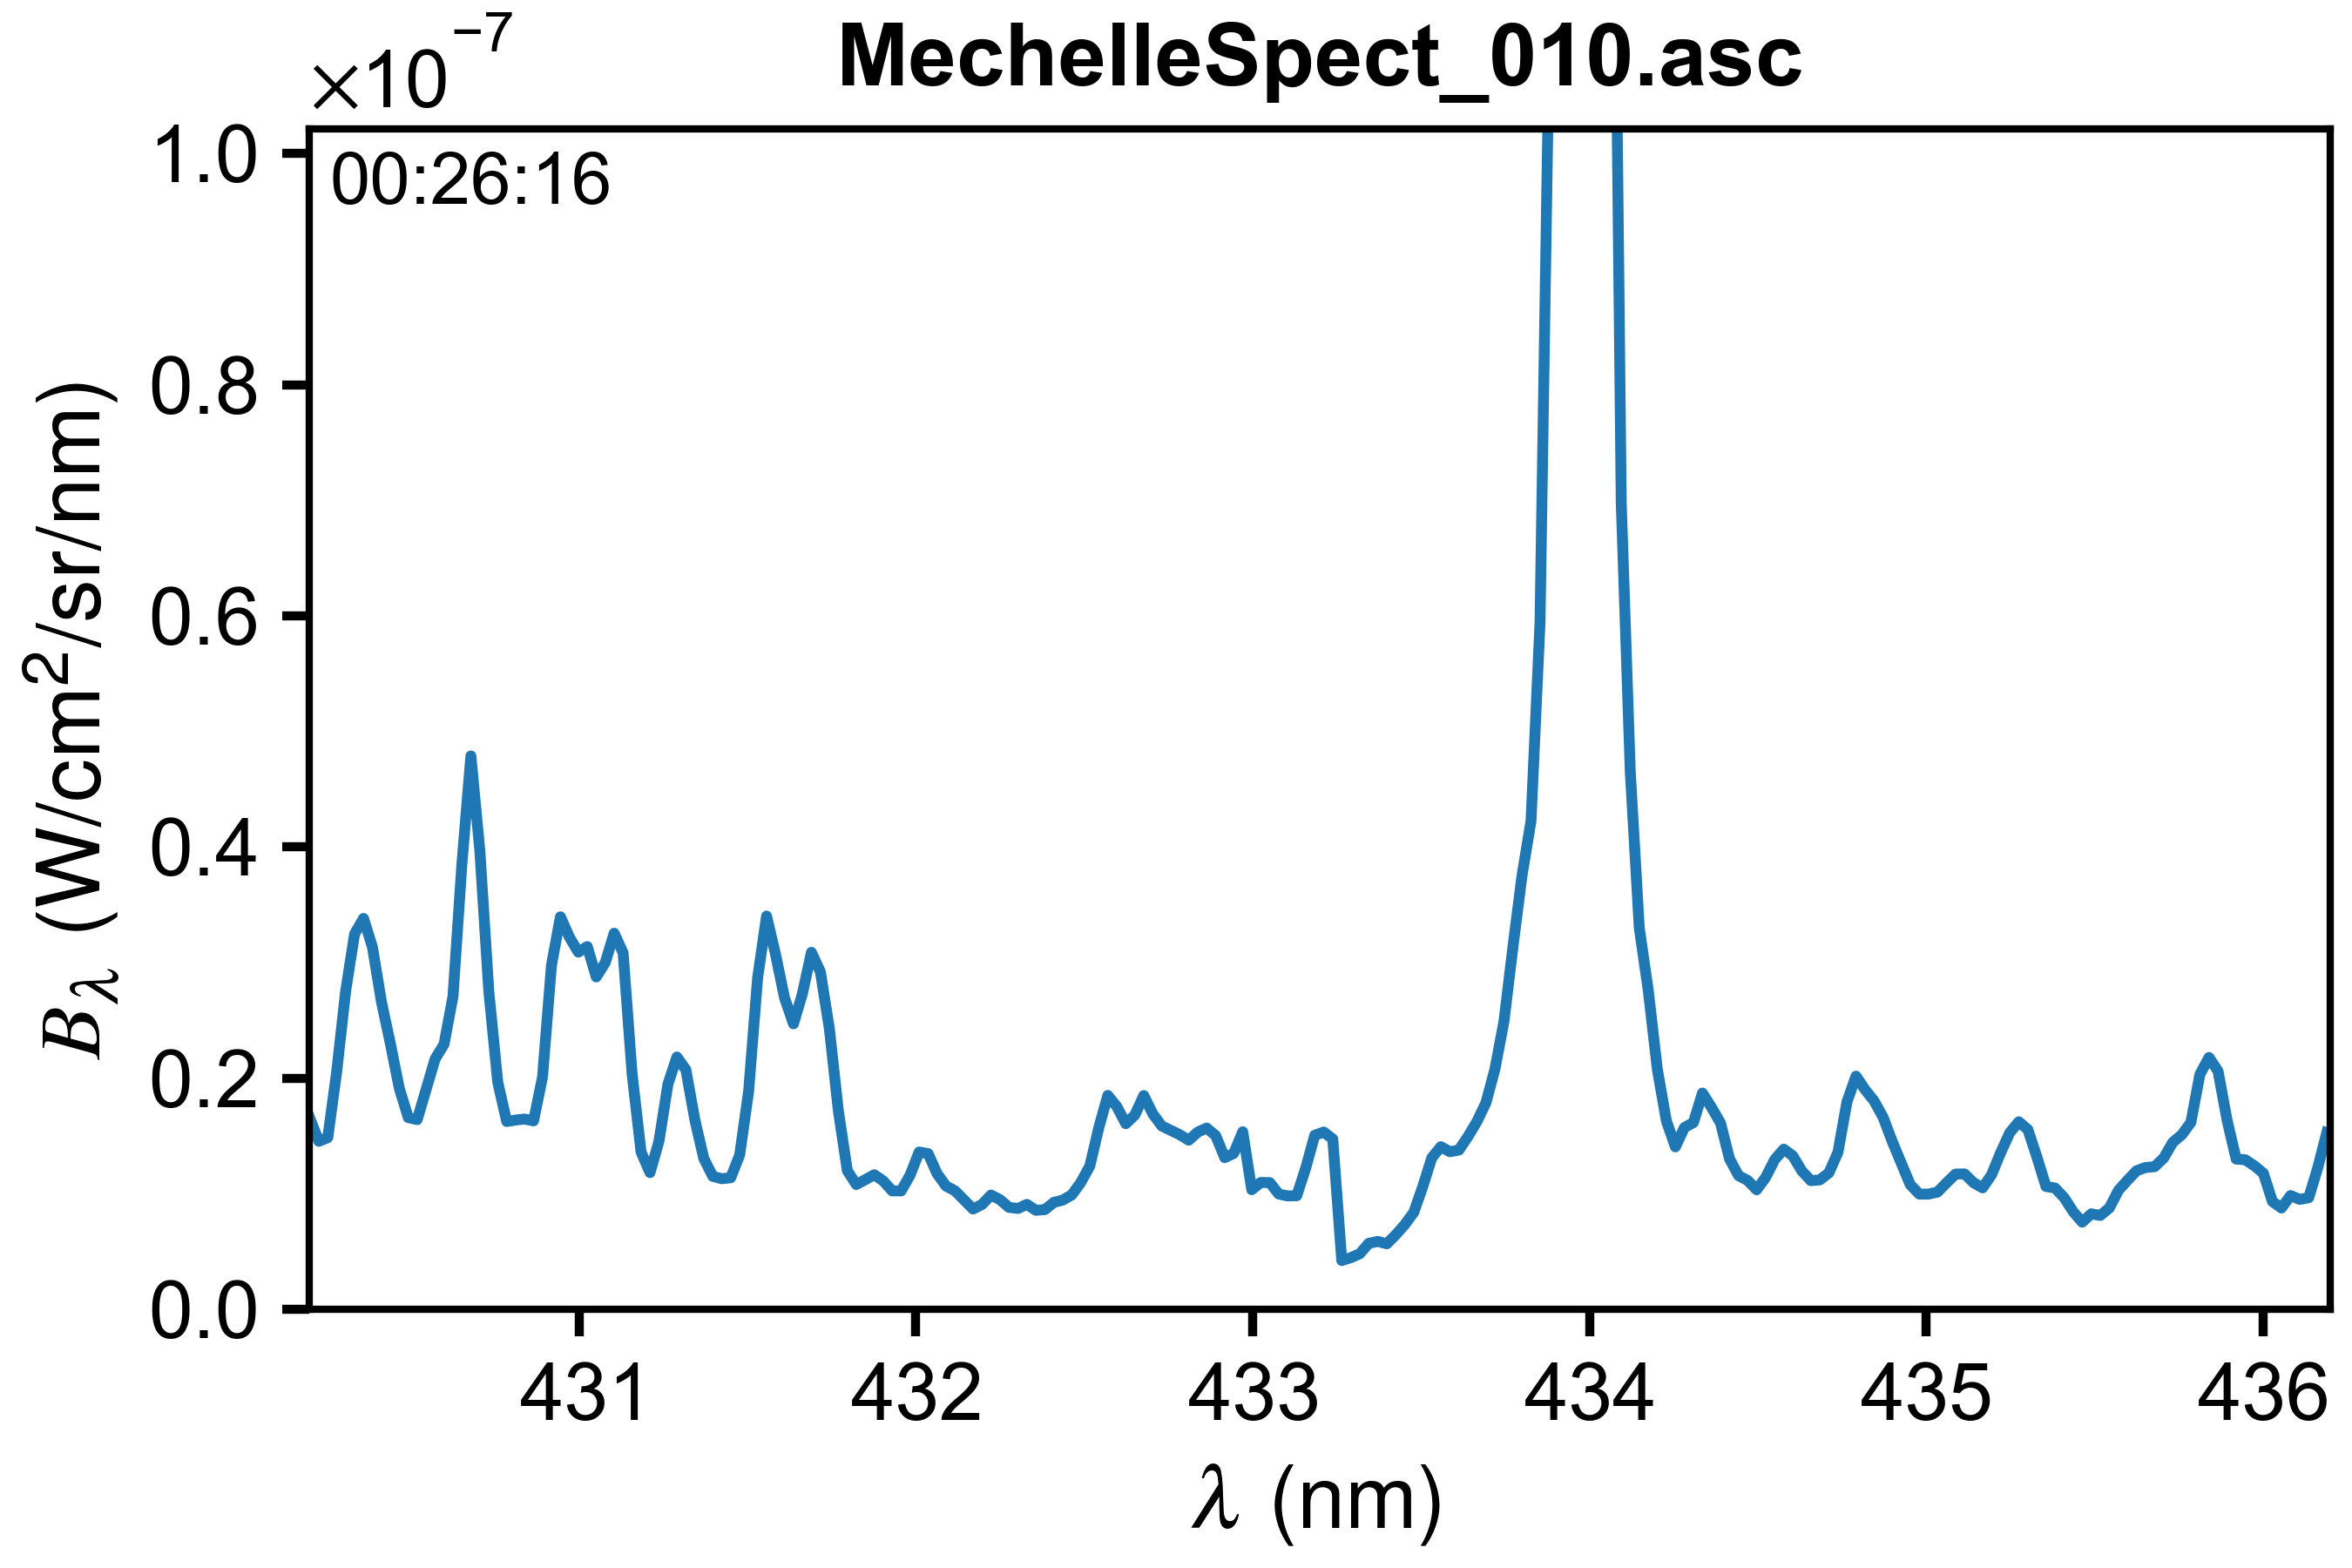 ×10⁻⁷
MechelleSpect_010.asc
00:26:16
1.0
0.8
0.6
0.4
0.2
0.0
B_λ (W/cm²/sr/nm)
431 432 433 434 435 436
λ (nm)